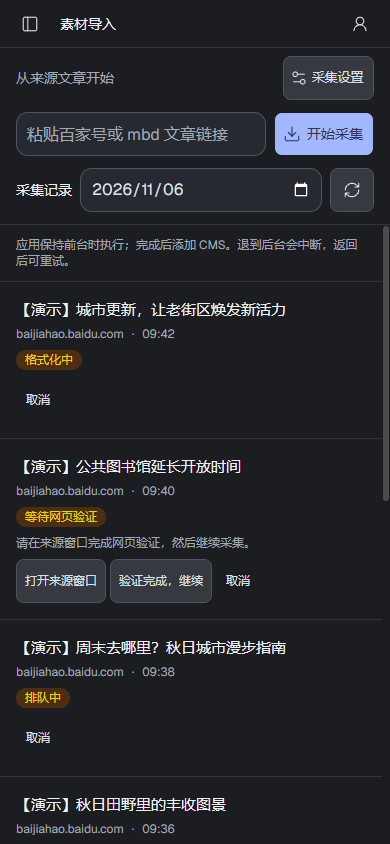 素材导入
从来源文章开始
采集设置
粘贴百家号或 mbd 文章链接
开始采集
采集记录
2026/11/06
应用保持前台时执行；完成后添加 CMS。退到后台会中断，返回
后可重试。
【演示】城市更新，让老街区焕发新活力
baijiahao.baidu.com · 09:42
格式化中
取消
【演示】公共图书馆延长开放时间
baijiahao.baidu.com · 09:40
等待网页验证
请在来源窗口完成网页验证，然后继续采集。
打开来源窗口
验证完成，继续
取消
【演示】周末去哪里？秋日城市漫步指南
baijiahao.baidu.com · 09:38
排队中
取消
【演示】秋日田野里的丰收图景
baijiahao.baidu.com · 09:36